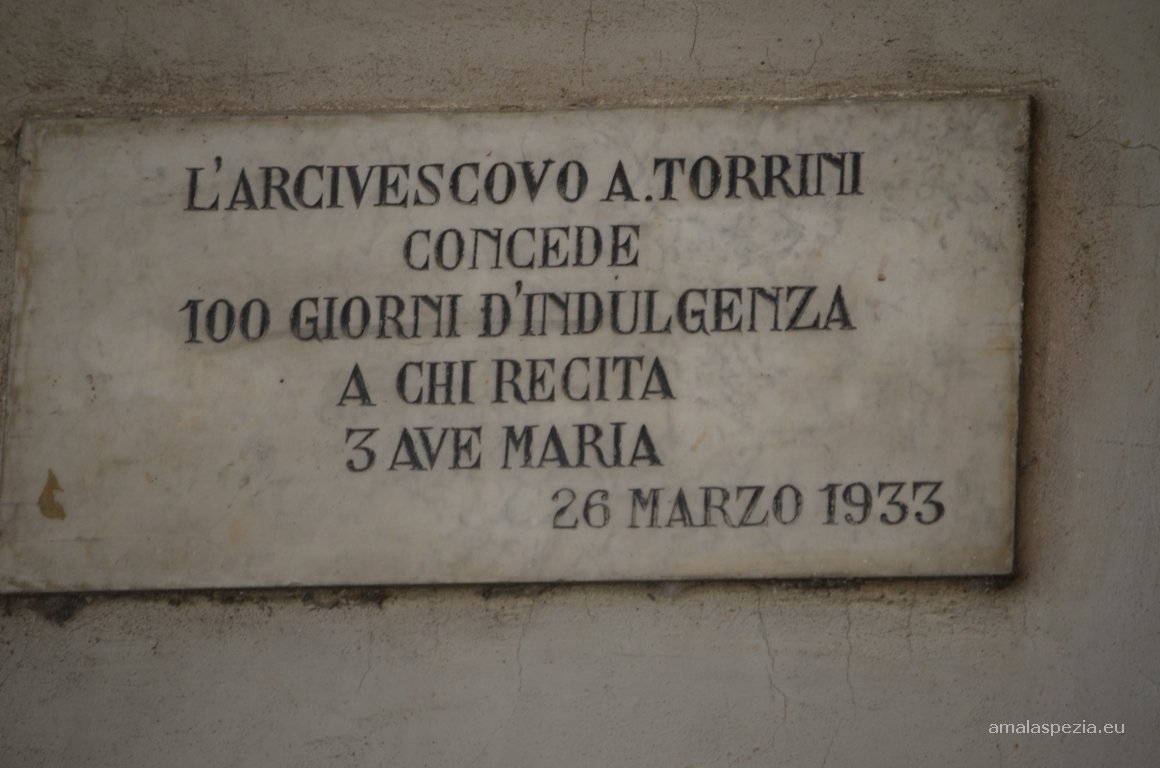 L'ARCIVESCOVO A. TORRINI
CONCEDE
100 GIORNI D'INDULGENZA
A CHI RECITA
3 AVE MARIA
26 MARZO 1933
amalaspezia.eu